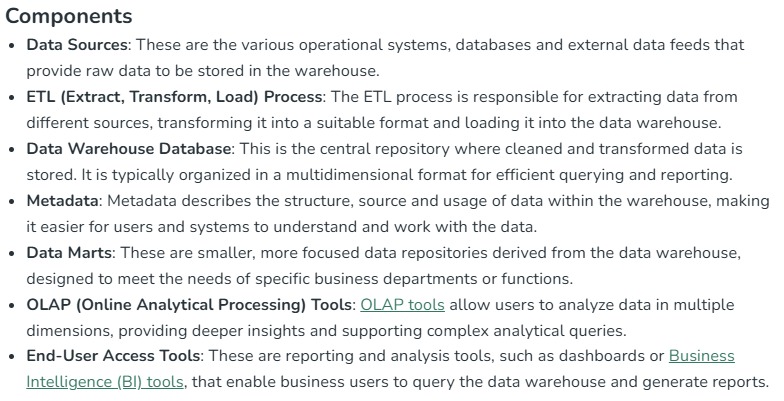 Components
• Data Sources: These are the various operational systems, databases and external data feeds that
provide raw data to be stored in the warehouse.
• ETL (Extract, Transform, Load) Process: The ETL process is responsible for extracting data from
different sources, transforming it into a suitable format and loading it into the data warehouse.
• Data Warehouse Database: This is the central repository where cleaned and transformed data is
stored. It is typically organized in a multidimensional format for efficient querying and reporting.
• Metadata: Metadata describes the structure, source and usage of data within the warehouse, making
it easier for users and systems to understand and work with the data.
• Data Marts: These are smaller, more focused data repositories derived from the data warehouse,
designed to meet the needs of specific business departments or functions.
• OLAP (Online Analytical Processing) Tools: OLAP tools allow users to analyze data in multiple
dimensions, providing deeper insights and supporting complex analytical queries.
• End-User Access Tools: These are reporting and analysis tools, such as dashboards or Business
Intelligence (BI) tools, that enable business users to query the data warehouse and generate reports.